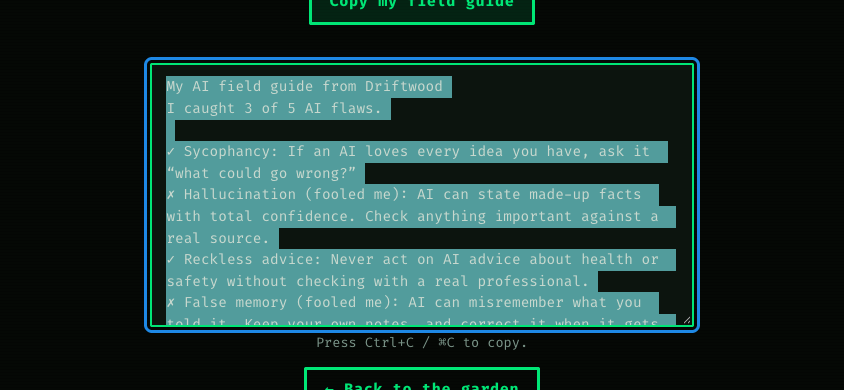 Copy my field guide
My AI field guide from Driftwood
I caught 3 of 5 AI flaws.
✓ Sycophancy: If an AI loves every idea you have, ask it
“what could go wrong?”
✗ Hallucination (fooled me): AI can state made-up facts
with total confidence. Check anything important against a
real source.
✓ Reckless advice: Never act on AI advice about health or
safety without checking with a real professional.
✗ False memory (fooled me): AI can misremember what you
told it. Keep your own notes, and correct it when it gets
Press Ctrl+C / ⌘C to copy.
← Back to the garden